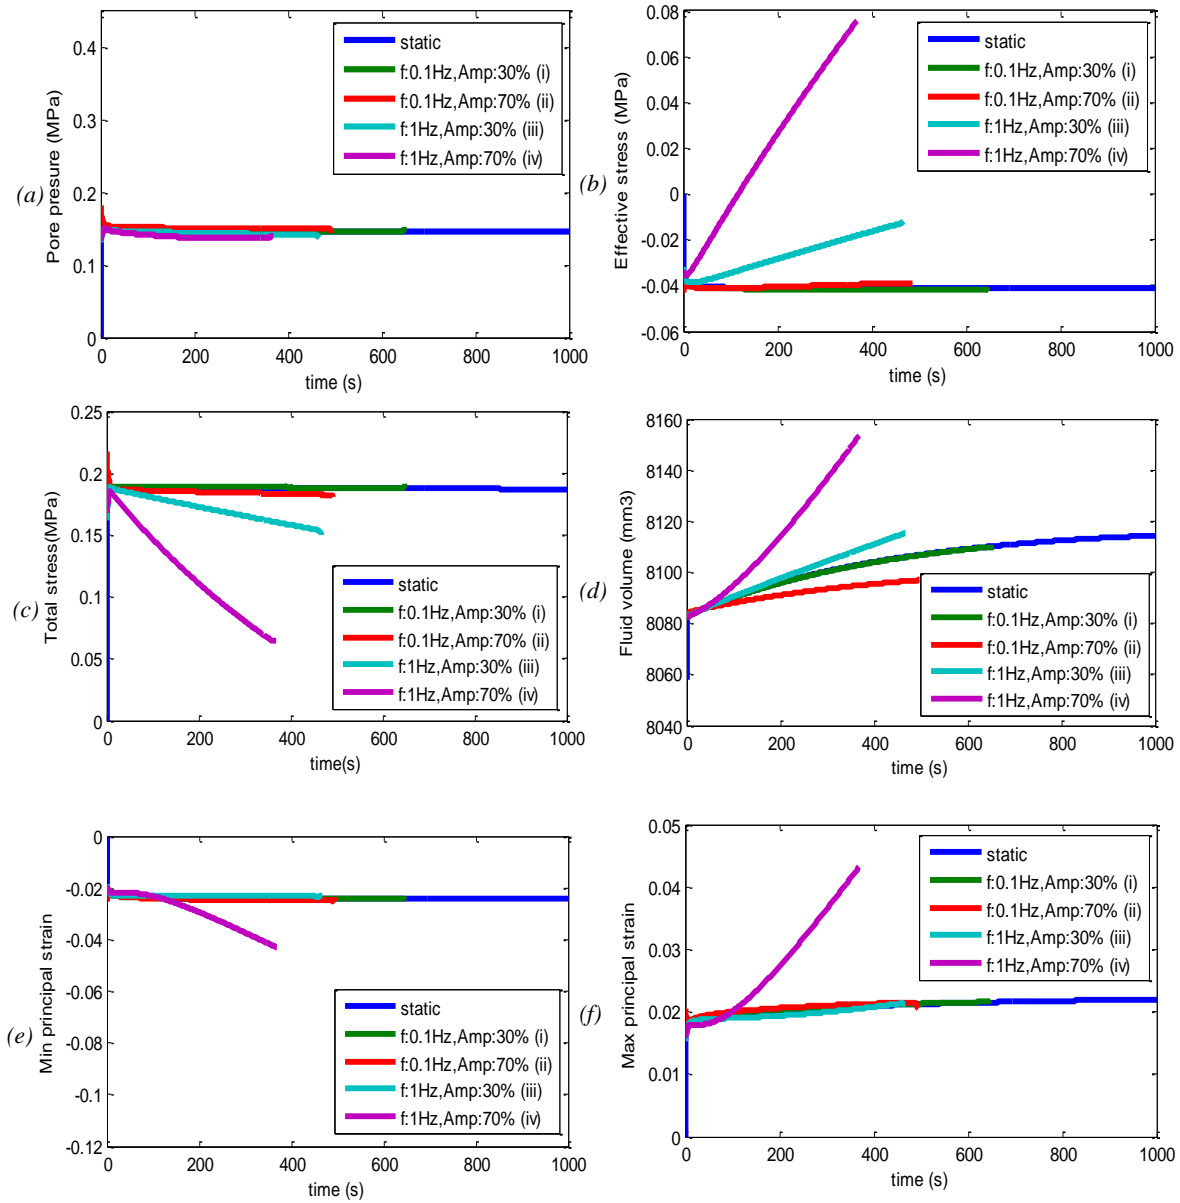 (a)
Pore presure (MPa)
0.4
0.3
0.2
0.1
0
0
200
400
600
800
1000
time (s)
static
f:0.1Hz,Amp:30% (i)
f:0.1Hz,Amp:70% (ii)
f:1Hz,Amp:30% (iii)
f:1Hz,Amp:70% (iv)
(b)
Effective stress (MPa)
0.08
0.06
0.04
0.02
0
-0.02
-0.04
-0.06
0
200
400
600
800
1000
time (s)
static
f:0.1Hz,Amp:30% (i)
f:0.1Hz,Amp:70% (ii)
f:1Hz,Amp:30% (iii)
f:1Hz,Amp:70% (iv)
(c)
Total stress(MPa)
0.25
0.2
0.15
0.1
0.05
0
0
200
400
600
800
1000
time(s)
static
f:0.1Hz,Amp:30% (i)
f:0.1Hz,Amp:70% (ii)
f:1Hz,Amp:30% (iii)
f:1Hz,Amp:70% (iv)
(d)
Fluid volume (mm3)
8160
8140
8120
8100
8080
8060
8040
0
200
400
600
800
1000
time (s)
static
f:0.1Hz,Amp:30% (i)
f:0.1Hz,Amp:70% (ii)
f:1Hz,Amp:30% (iii)
f:1Hz,Amp:70% (iv)
(e)
Min principal strain
0
-0.02
-0.04
-0.06
-0.08
-0.1
-0.12
0
200
400
600
800
1000
time (s)
static
f:0.1Hz,Amp:30% (i)
f:0.1Hz,Amp:70% (ii)
f:1Hz,Amp:30% (iii)
f:1Hz,Amp:70% (iv)
(f)
Max principal strain
0.05
0.04
0.03
0.02
0.01
0
0
200
400
600
800
1000
time (s)
static
f:0.1Hz,Amp:30% (i)
f:0.1Hz,Amp:70% (ii)
f:1Hz,Amp:30% (iii)
f:1Hz,Amp:70% (iv)